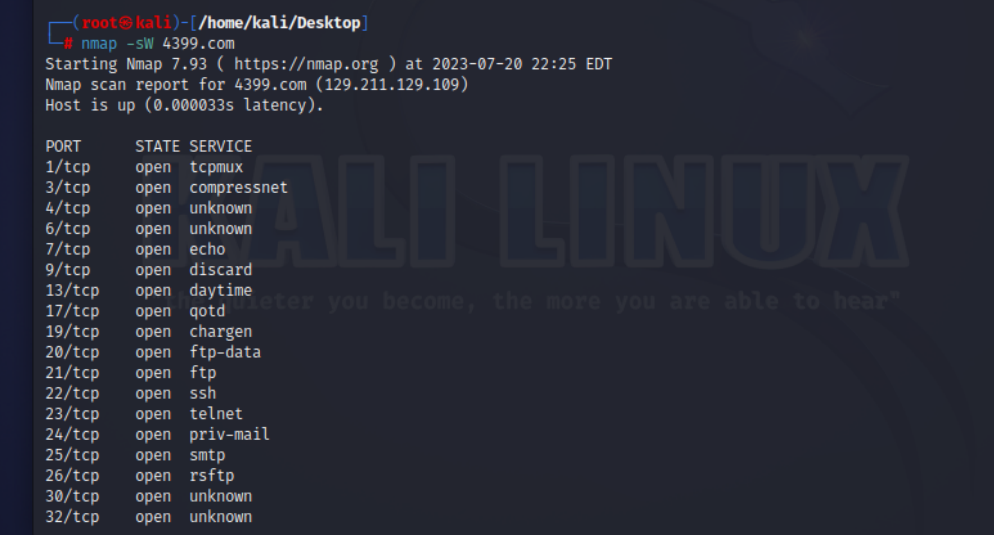 ┌──(root㉿kali)-[/home/kali/Desktop]
└─# nmap -sW 4399.com
Starting Nmap 7.93 ( https://nmap.org ) at 2023-07-20 22:25 EDT
Nmap scan report for 4399.com (129.211.129.109)
Host is up (0.000033s latency).
PORT STATE SERVICE
1/tcp open tcpmux
3/tcp open compressnet
4/tcp open unknown
6/tcp open unknown
7/tcp open echo
9/tcp open discard
13/tcp open daytime
17/tcp open qotd
19/tcp open chargen
20/tcp open ftp-data
21/tcp open ftp
22/tcp open ssh
23/tcp open telnet
24/tcp open priv-mail
25/tcp open smtp
26/tcp open rsftp
30/tcp open unknown
32/tcp open unknown
KALI LINUX
quieter you become, the more you are able to hear"